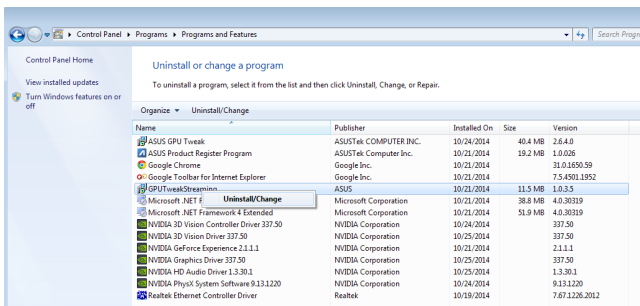 Control Panel ▸ Programs ▸ Programs and Features
Search Progr
Control Panel Home
View installed updates
Turn Windows features on or
off
Uninstall or change a program
To uninstall a program, select it from the list and then click Uninstall, Change, or Repair.
Organize Uninstall/Change
Name Publisher Installed On Size Version
ASUS GPU Tweak ASUSTek COMPUTER INC. 10/24/2014 40.4 MB 2.6.4.0
ASUS Product Register Program ASUSTek Computer Inc. 10/21/2014 19.2 MB 1.0.026
Google Chrome Google Inc. 10/21/2014 31.0.1650.59
Google Toolbar for Internet Explorer Google Inc. 10/21/2014 7.5.4501.1952
GPUTweakStreaming ASUS 10/21/2014 11.5 MB 1.0.3.5
Uninstall/Change
Microsoft .NET F Microsoft Corporation 10/21/2014 38.8 MB 4.0.30319
Microsoft .NET Framework 4 Extended Microsoft Corporation 10/21/2014 51.9 MB 4.0.30319
NVIDIA 3D Vision Controller Driver 337.50 NVIDIA Corporation 10/24/2014 337.50
NVIDIA 3D Vision Driver 337.50 NVIDIA Corporation 10/25/2014 337.50
NVIDIA GeForce Experience 2.1.1.1 NVIDIA Corporation 10/21/2014 2.1.1.1
NVIDIA Graphics Driver 337.50 NVIDIA Corporation 10/25/2014 337.50
NVIDIA HD Audio Driver 1.3.30.1 NVIDIA Corporation 10/25/2014 1.3.30.1
NVIDIA PhysX System Software 9.13.1220 NVIDIA Corporation 10/24/2014 9.13.1220
Realtek Ethernet Controller Driver Realtek 10/19/2014 7.67.1226.2012